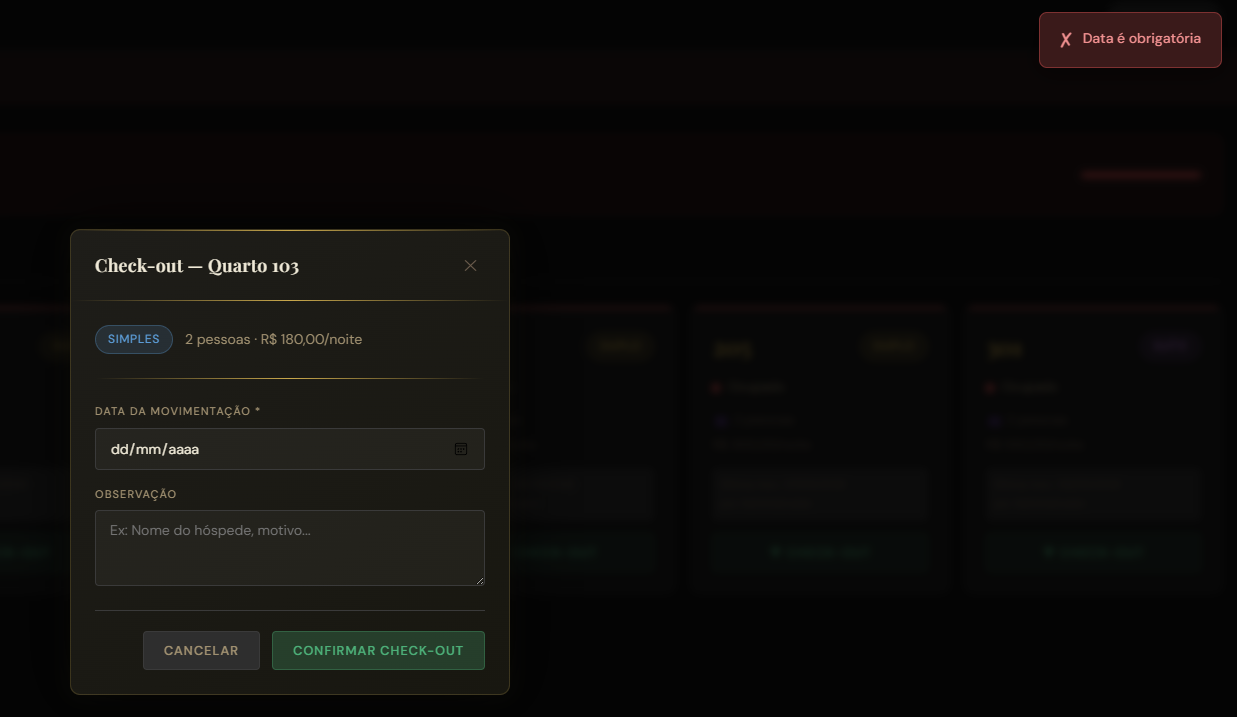 ✗ Data é obrigatória
Check-out — Quarto 103
SIMPLES 2 pessoas · R$ 180,00/noite
DATA DA MOVIMENTAÇÃO *
dd/mm/aaaa
OBSERVAÇÃO
Ex: Nome do hóspede, motivo...
CANCELAR CONFIRMAR CHECK-OUT